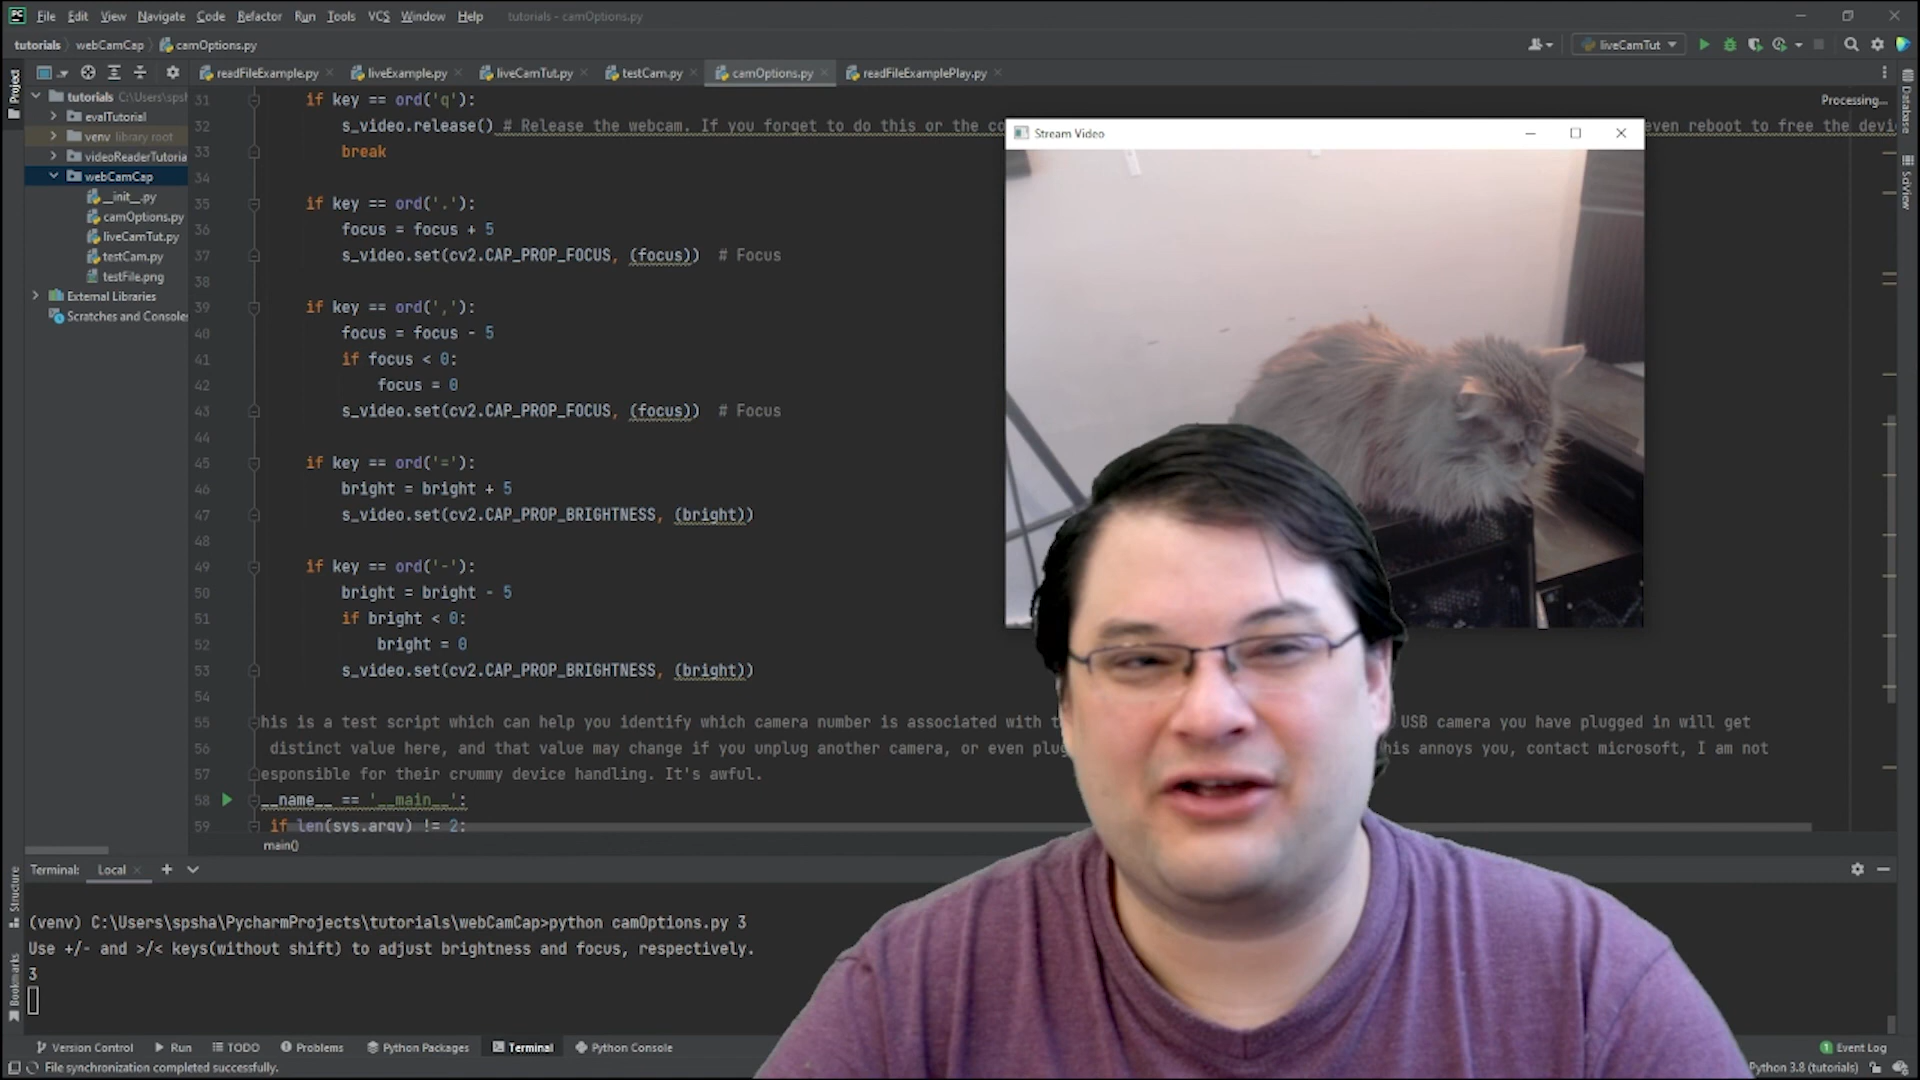 File Edit View Navigate Code Refactor Run Tools VCS Window Help tutorials - camOptions.py
tutorials webCamCap camOptions.py
liveCamTut
Project
readFileExample.py liveExample.py liveCamTut.py testCam.py camOptions.py readFileExamplePlay.py
tutorials C:\Users\spsh
evalTutorial
venv library root
videoReaderTutoria
webCamCap
__init__.py
camOptions.py
liveCamTut.py
testCam.py
testFile.png
External Libraries
Scratches and Consoles
Processing...
31 if key == ord('q'):
32 s_video.release() # Release the webcam. If you forget to do this or the co even reboot to free the devi
33 break
34
35 if key == ord('.'):
36 focus = focus + 5
37 s_video.set(cv2.CAP_PROP_FOCUS, (focus)) # Focus
38
39 if key == ord(','):
40 focus = focus - 5
41 if focus < 0:
42 focus = 0
43 s_video.set(cv2.CAP_PROP_FOCUS, (focus)) # Focus
44
45 if key == ord('='):
46 bright = bright + 5
47 s_video.set(cv2.CAP_PROP_BRIGHTNESS, (bright))
48
49 if key == ord('-'):
50 bright = bright - 5
51 if bright < 0:
52 bright = 0
53 s_video.set(cv2.CAP_PROP_BRIGHTNESS, (bright))
54
55 his is a test script which can help you identify which camera number is associated with t USB camera you have plugged in will get
56 distinct value here, and that value may change if you unplug another camera, or even plug his annoys you, contact microsoft, I am not
57 esponsible for their crummy device handling. It's awful.
58 __name__ == '__main__':
59 if len(sys.argv) != 2:
main()
Stream Video
Database
SciView
Terminal: Local
(venv) C:\Users\spsha\PycharmProjects\tutorials\webCamCap>python camOptions.py 3
Use +/- and >/< keys(without shift) to adjust brightness and focus, respectively.
3
Structure
Bookmarks
Version Control Run TODO Problems Python Packages Terminal Python Console
1 Event Log
File synchronization completed successfully.
Python 3.8 (tutorials)